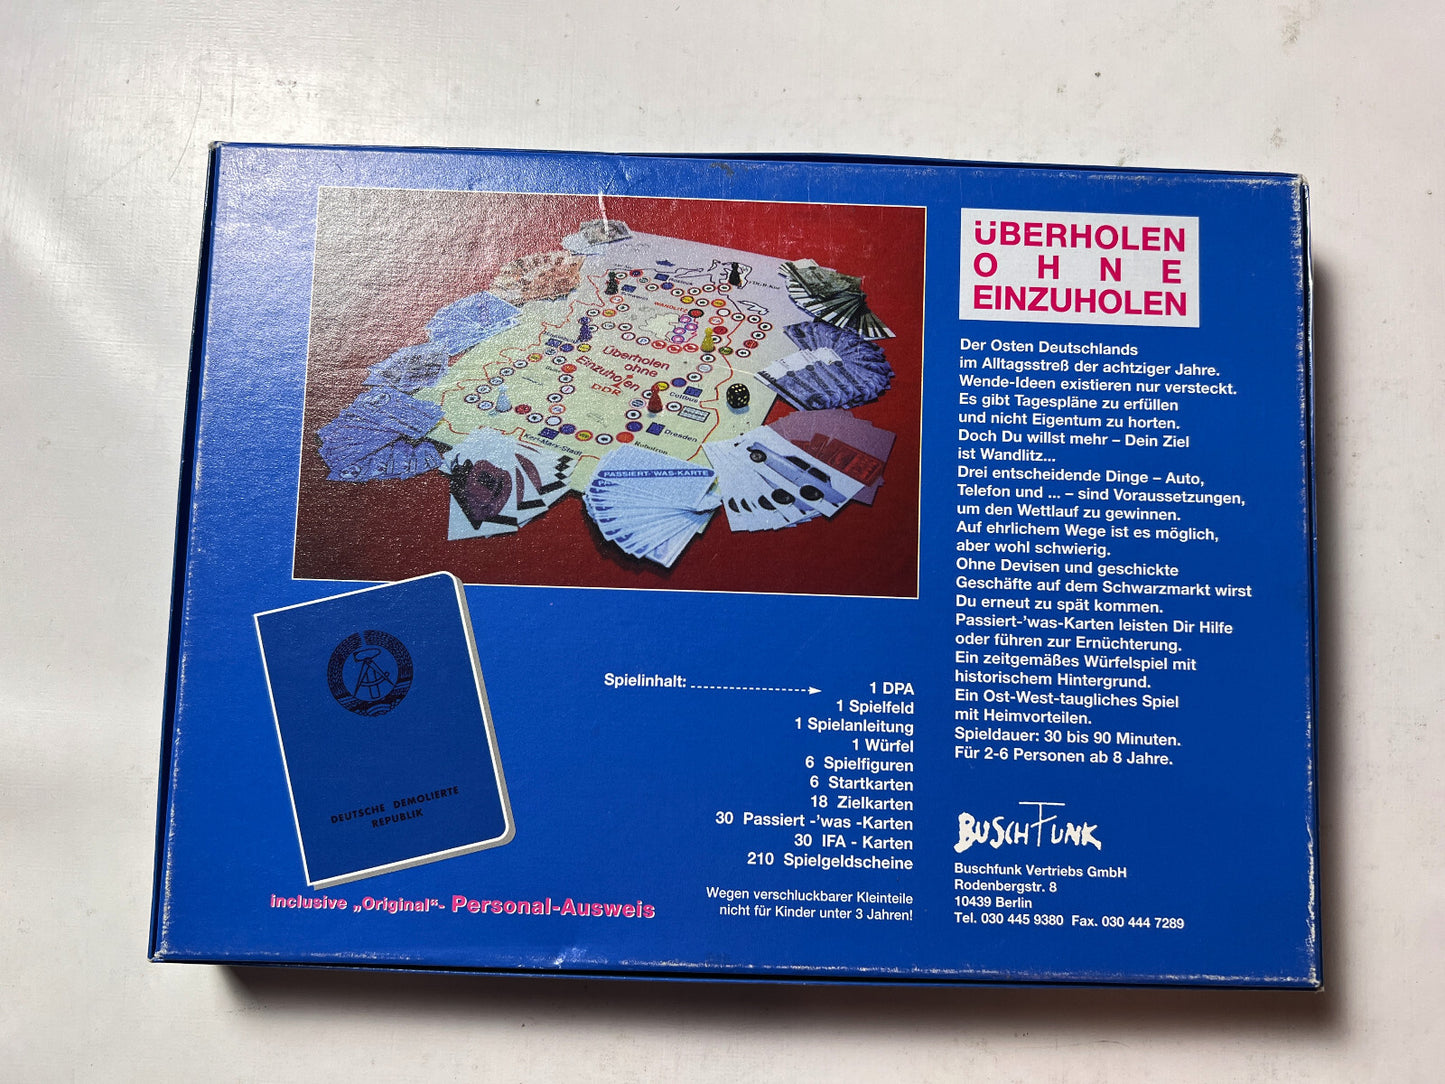 ÜBERHOLEN
OHNE
EINZUHOLEN
Der Osten Deutschlands
im Alltagsstreß der achtziger Jahre.
Wende-Ideen existieren nur versteckt.
Es gibt Tagespläne zu erfüllen
und nicht Eigentum zu horten.
Doch Du willst mehr – Dein Ziel
ist Wandlitz...
Drei entscheidende Dinge – Auto,
Telefon und ... – sind Voraussetzungen,
um den Wettlauf zu gewinnen.
Auf ehrlichem Wege ist es möglich,
aber wohl schwierig.
Ohne Devisen und geschickte
Geschäfte auf dem Schwarzmarkt wirst
Du erneut zu spät kommen.
Passiert-'was-Karten leisten Dir Hilfe
oder führen zur Ernüchterung.
Ein zeitgemäßes Würfelspiel mit
historischem Hintergrund.
Ein Ost-West-taugliches Spiel
mit Heimvorteilen.
Spieldauer: 30 bis 90 Minuten.
Für 2-6 Personen ab 8 Jahre.
BUSCHFUNK
Buschfunk Vertriebs GmbH
Rodenbergstr. 8
10439 Berlin
Tel. 030 445 9380 Fax. 030 444 7289
WANDLITZ
Überholen
ohne
Einzuholen
DDR
Cottbus
Dresden
Robotron
Karl-Marx-Stadt
PASSIERT-'WAS-KARTE
DEUTSCHE DEMOLIERTE
REPUBLIK
inclusive „Original“- Personal-Ausweis
Spielinhalt: 1 DPA
1 Spielfeld
1 Spielanleitung
1 Würfel
6 Spielfiguren
6 Startkarten
18 Zielkarten
30 Passiert -'was -Karten
30 IFA - Karten
210 Spielgeldscheine
Wegen verschluckbarer Kleinteile
nicht für Kinder unter 3 Jahren!